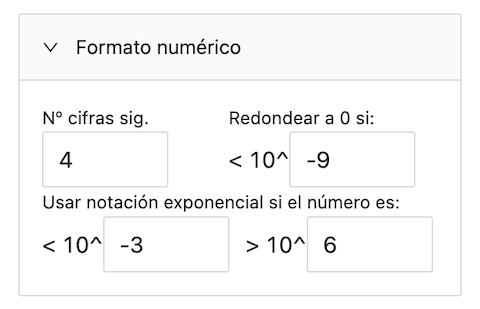 Formato numérico
Nº cifras sig. Redondear a 0 si:
4 < 10^ -9
Usar notación exponencial si el número es:
< 10^ -3 > 10^ 6